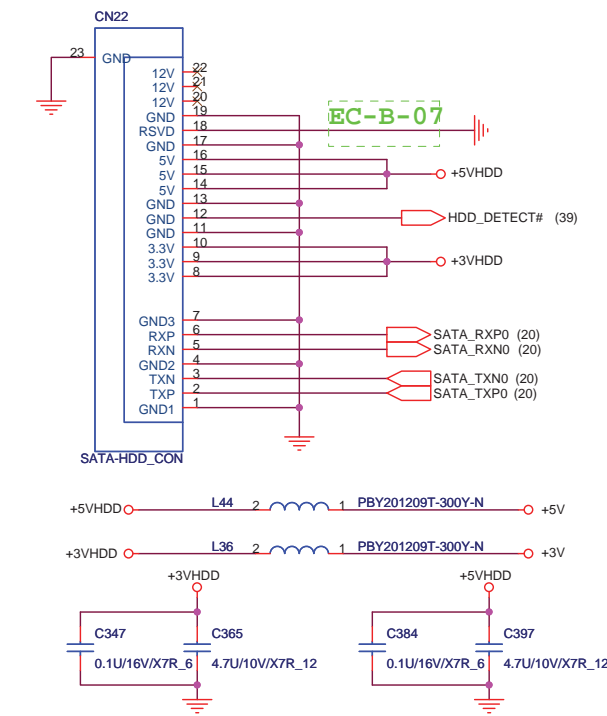 CN22
23 GND
12V 22
12V 21
12V 20
GND 19
RSVD 18
EC-B-07
GND 17
5V 16
5V 15 +5VHDD
5V 14
GND 13
GND 12 HDD_DETECT# (39)
GND 11
3.3V 10
3.3V 9 +3VHDD
3.3V 8
GND3 7
RXP 6 SATA_RXP0 (20)
RXN 5 SATA_RXN0 (20)
GND2 4
TXN 3 SATA_TXN0 (20)
TXP 2 SATA_TXP0 (20)
GND1 1
SATA-HDD_CON
+5VHDD L44 2 1 PBY201209T-300Y-N +5V
+3VHDD L36 2 1 PBY201209T-300Y-N +3V
+3VHDD +5VHDD
C347 C365 C384 C397
0.1U/16V/X7R_6 4.7U/10V/X7R_12 0.1U/16V/X7R_6 4.7U/10V/X7R_12